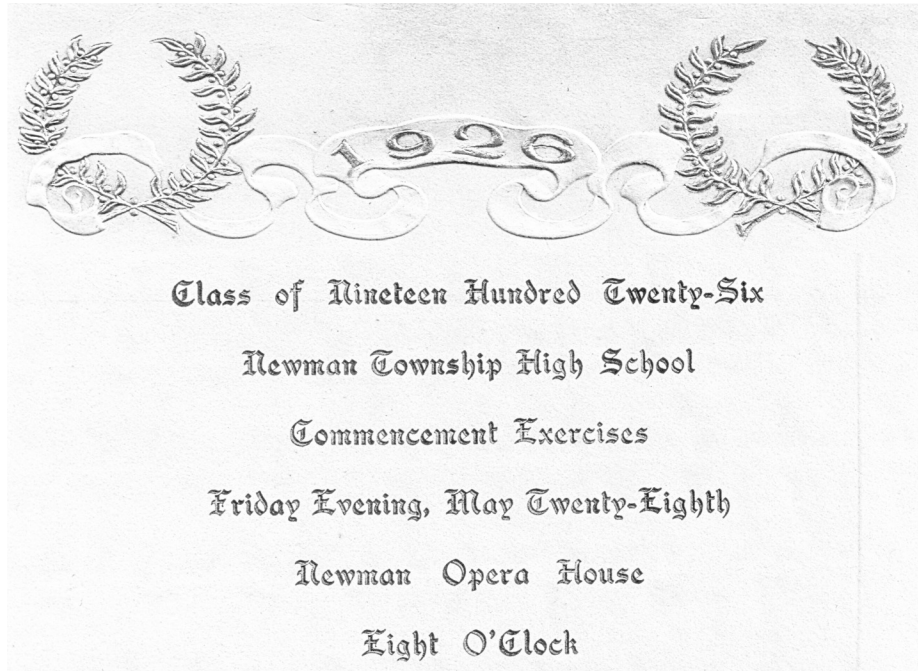 1926
Class of Nineteen Hundred Twenty-Six
Newman Township High School
Commencement Exercises
Friday Evening, May Twenty-Eighth
Newman Opera House
Eight O'Clock